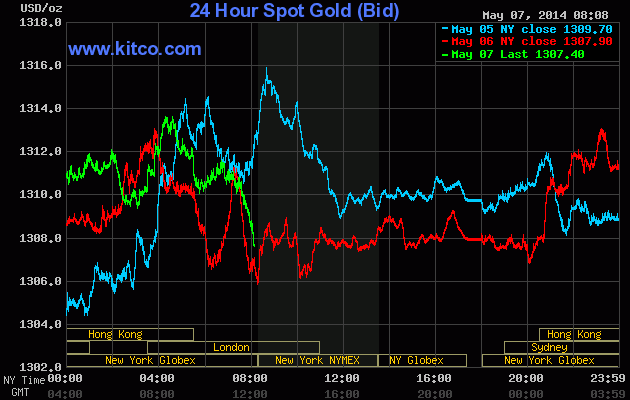 USD/oz
24 Hour Spot Gold (Bid)
May 07, 2014 08:08
www.kitco.com
May 05 NY close 1309.70
May 06 NY close 1307.90
May 07 Last 1307.40
1318.0
1316.0
1314.0
1312.0
1310.0
1308.0
1306.0
1304.0
1302.0
Hong Kong
Hong Kong
London
Sydney
New York Globex
New York NYMEX
NY Globex
New York Globex
NY Time
00:00
04:00
08:00
12:00
16:00
20:00
23:59
GMT
04:00
08:00
12:00
16:00
20:00
00:00
03:59